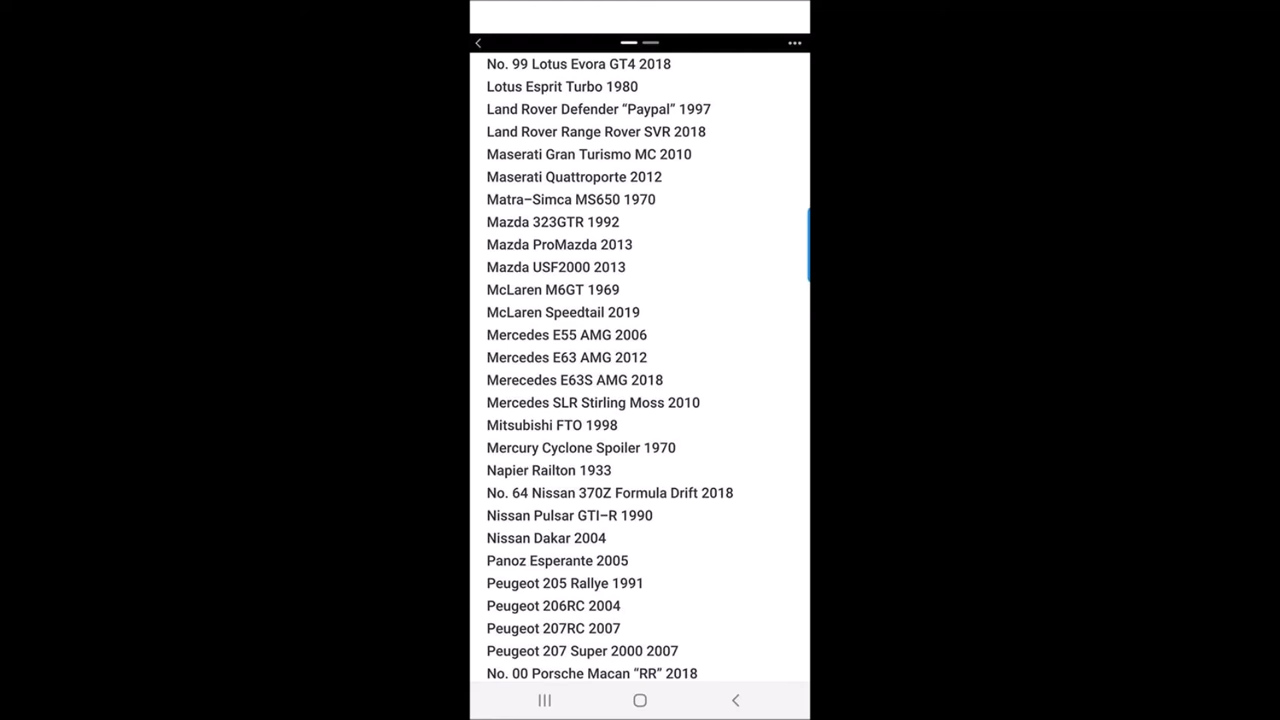 No. 99 Lotus Evora GT4 2018
Lotus Esprit Turbo 1980
Land Rover Defender “Paypal” 1997
Land Rover Range Rover SVR 2018
Maserati Gran Turismo MC 2010
Maserati Quattroporte 2012
Matra–Simca MS650 1970
Mazda 323GTR 1992
Mazda ProMazda 2013
Mazda USF2000 2013
McLaren M6GT 1969
McLaren Speedtail 2019
Mercedes E55 AMG 2006
Mercedes E63 AMG 2012
Merecedes E63S AMG 2018
Mercedes SLR Stirling Moss 2010
Mitsubishi FTO 1998
Mercury Cyclone Spoiler 1970
Napier Railton 1933
No. 64 Nissan 370Z Formula Drift 2018
Nissan Pulsar GTI–R 1990
Nissan Dakar 2004
Panoz Esperante 2005
Peugeot 205 Rallye 1991
Peugeot 206RC 2004
Peugeot 207RC 2007
Peugeot 207 Super 2000 2007
No. 00 Porsche Macan “RR” 2018